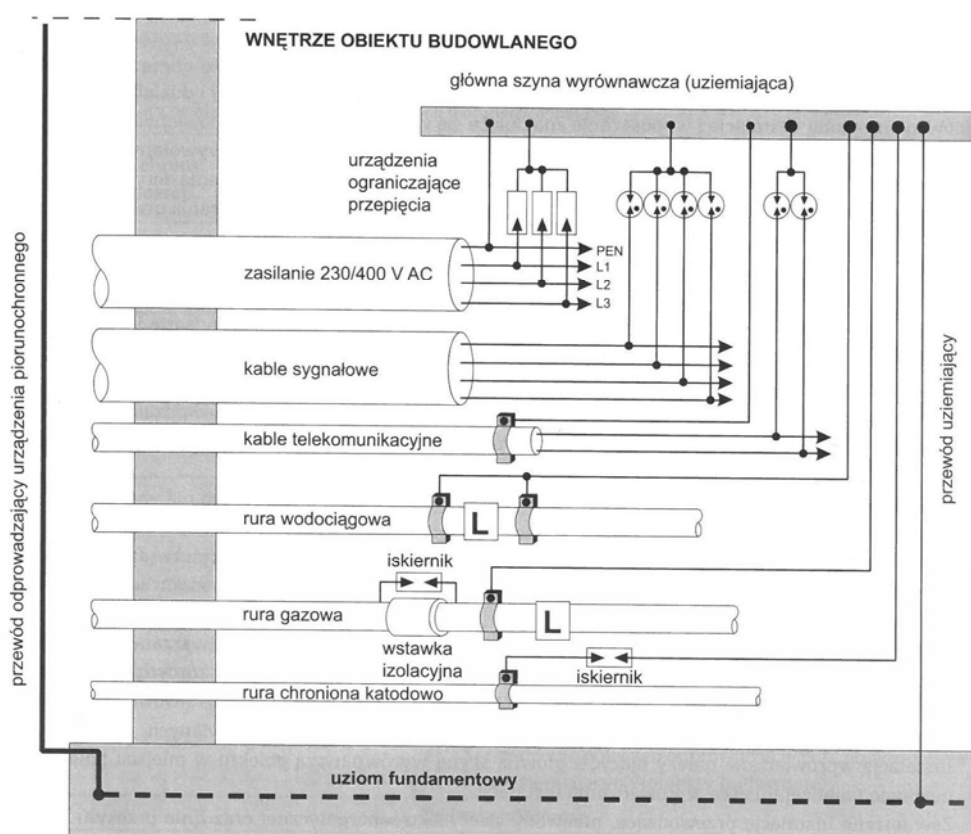 WNĘTRZE OBIEKTU BUDOWLANEGO
główna szyna wyrównawcza (uziemiająca)
urządzenia
ograniczające
przepięcia
zasilanie 230/400 V AC
PEN
L1
L2
L3
kable sygnałowe
kable telekomunikacyjne
rura wodociągowa
L
iskiernik
rura gazowa
L
wstawka
izolacyjna
iskiernik
rura chroniona katodowo
uziom fundamentowy
przewód odprowadzający urządzenia piorunochronnego
przewód uziemiający